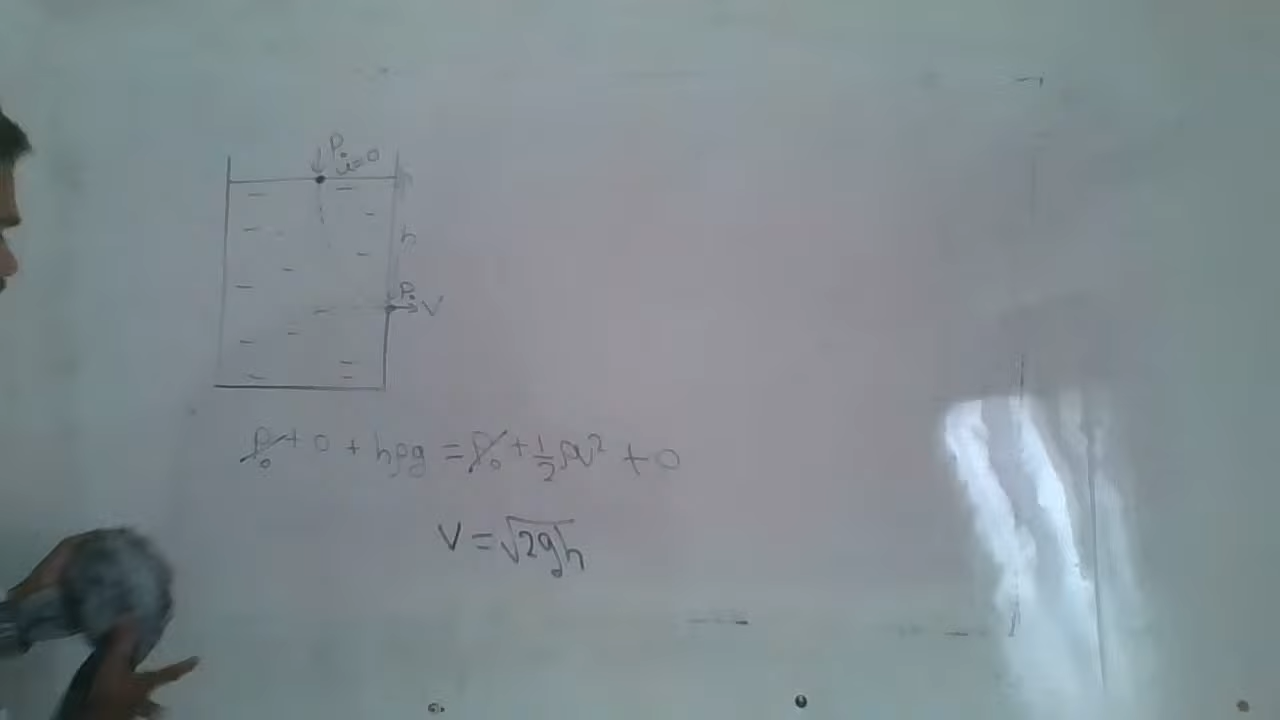 P₀
u=0
h
P₀
V
P₀ + 0 + hρg = P₀ + ½ρv² + 0
V = √2gh